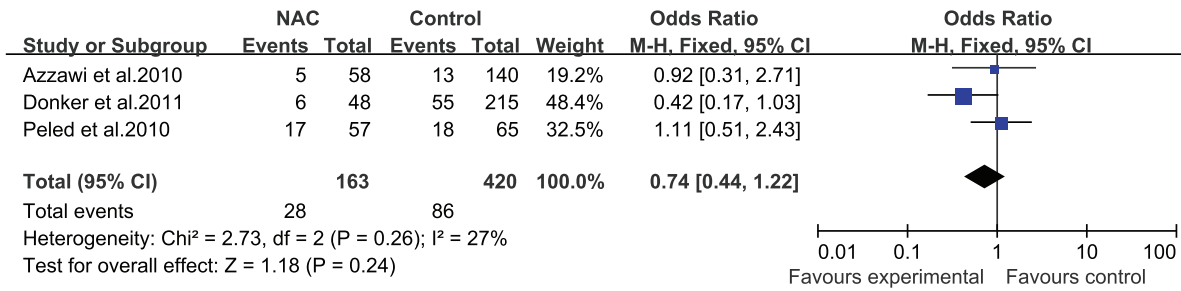 NAC Control Odds Ratio Odds Ratio
Study or Subgroup Events Total Events Total Weight M-H, Fixed, 95% CI M-H, Fixed, 95% CI
Azzawi et al.2010 5 58 13 140 19.2% 0.92 [0.31, 2.71]
Donker et al.2011 6 48 55 215 48.4% 0.42 [0.17, 1.03]
Peled et al.2010 17 57 18 65 32.5% 1.11 [0.51, 2.43]
Total (95% CI) 163 420 100.0% 0.74 [0.44, 1.22]
Total events 28 86
Heterogeneity: Chi² = 2.73, df = 2 (P = 0.26); I² = 27%
Test for overall effect: Z = 1.18 (P = 0.24)
0.01 0.1 1 10 100
Favours experimental Favours control